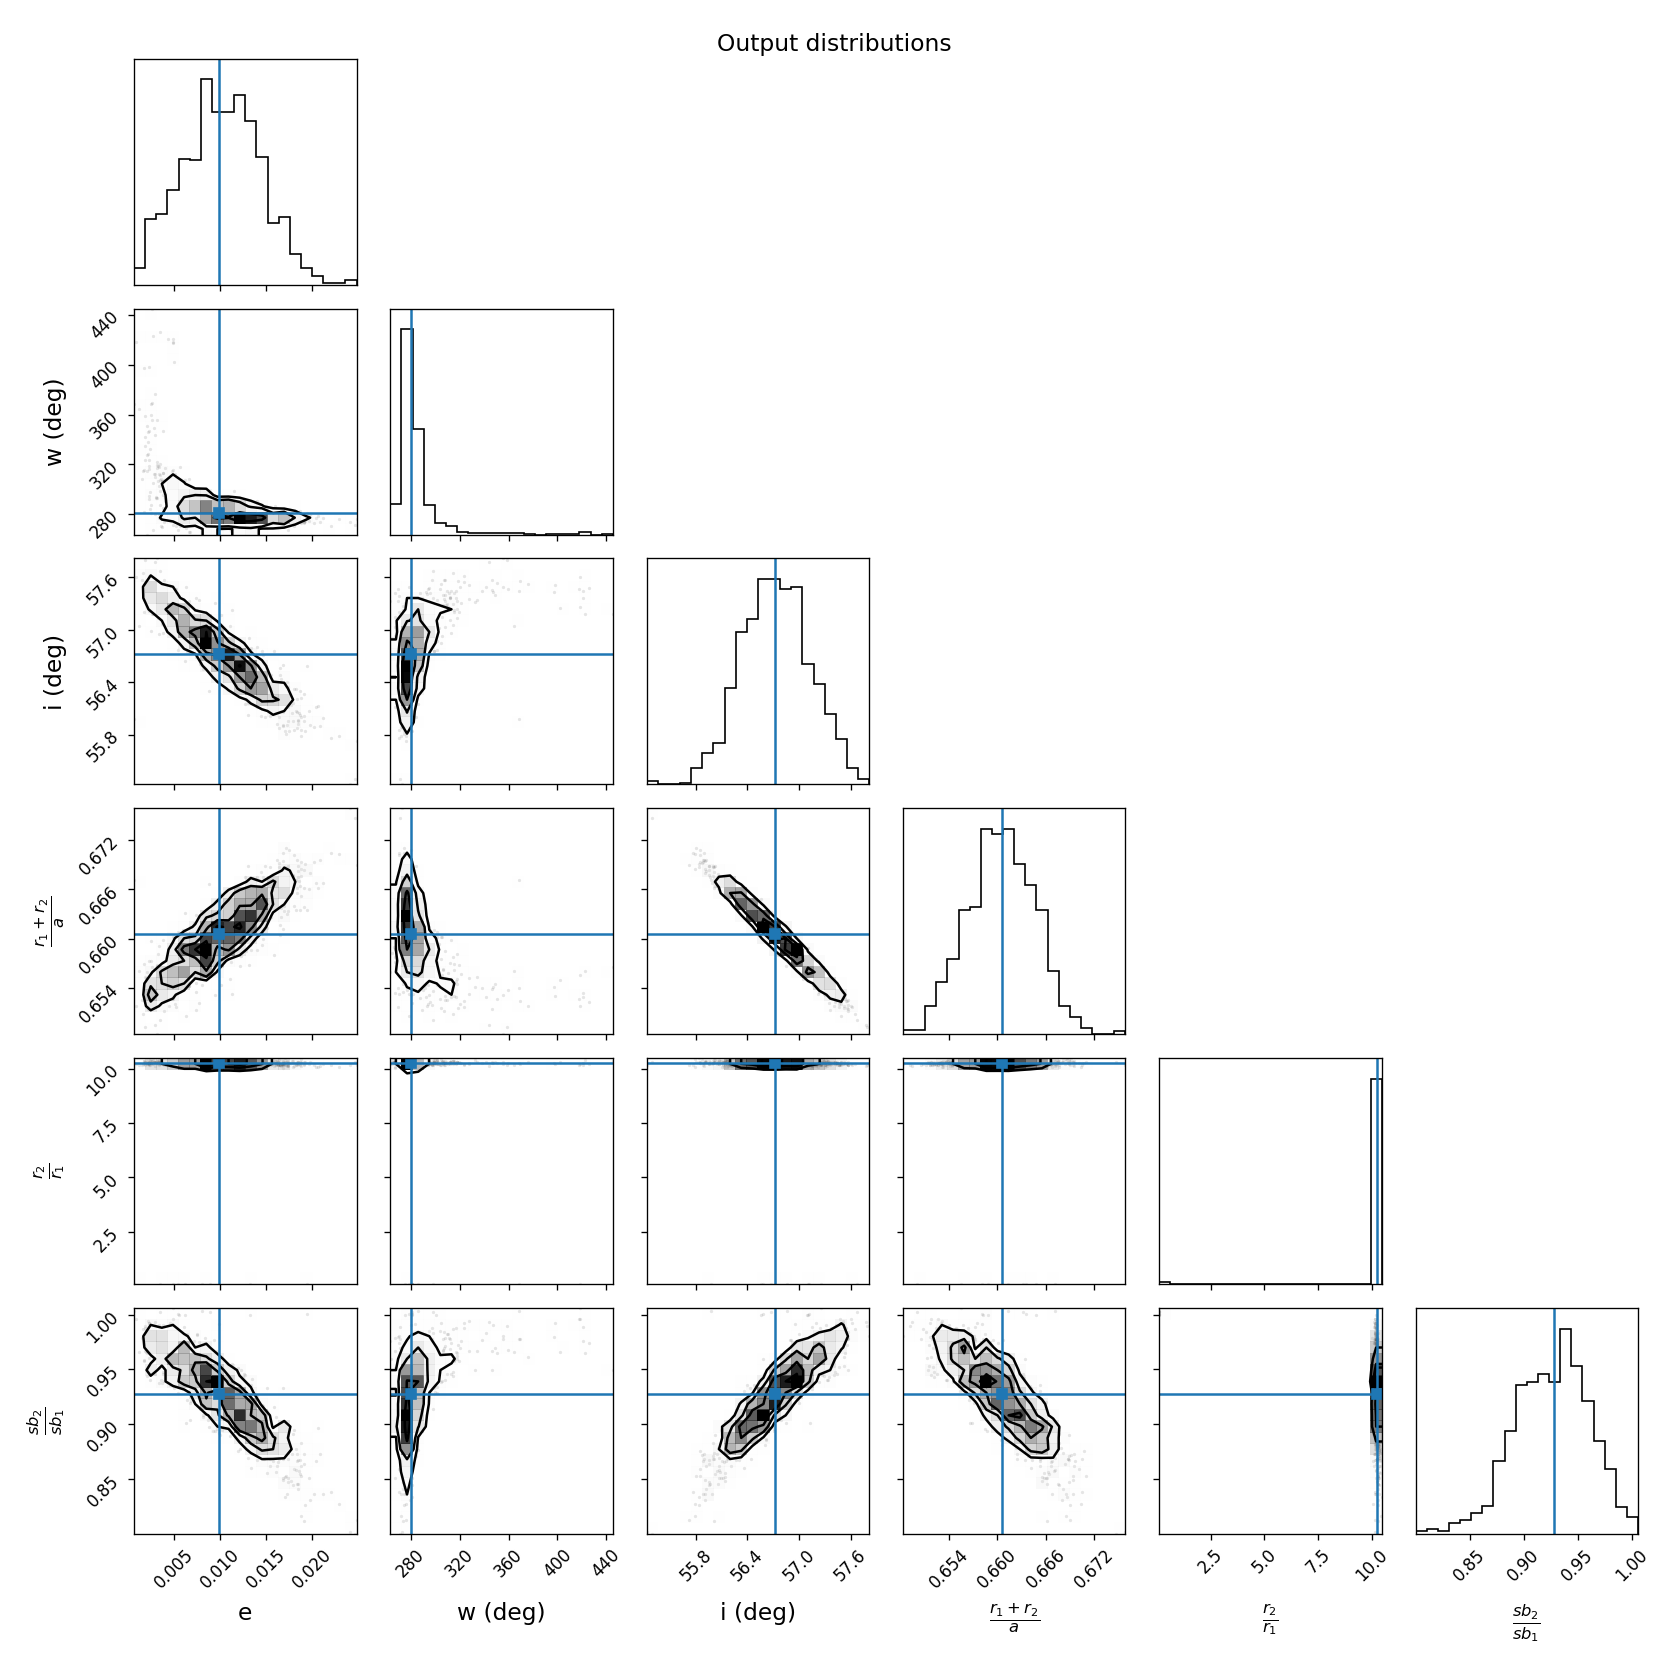 Output distributions
440
400
360
320
280
w (deg)
57.6
57.0
56.4
55.8
i (deg)
0.672
0.666
0.660
0.654
r₁ + r₂
a
10.0
7.5
5.0
2.5
r₂
r₁
1.00
0.95
0.90
0.85
sb₂
sb₁
0.005 0.010 0.015 0.020 280 320 360 400 440 55.8 56.4 57.0 57.6 0.654 0.660 0.666 0.672 2.5 5.0 7.5 10.0 0.85 0.90 0.95 1.00
e w (deg) i (deg) r₁ + r₂ r₂ sb₂
a r₁ sb₁